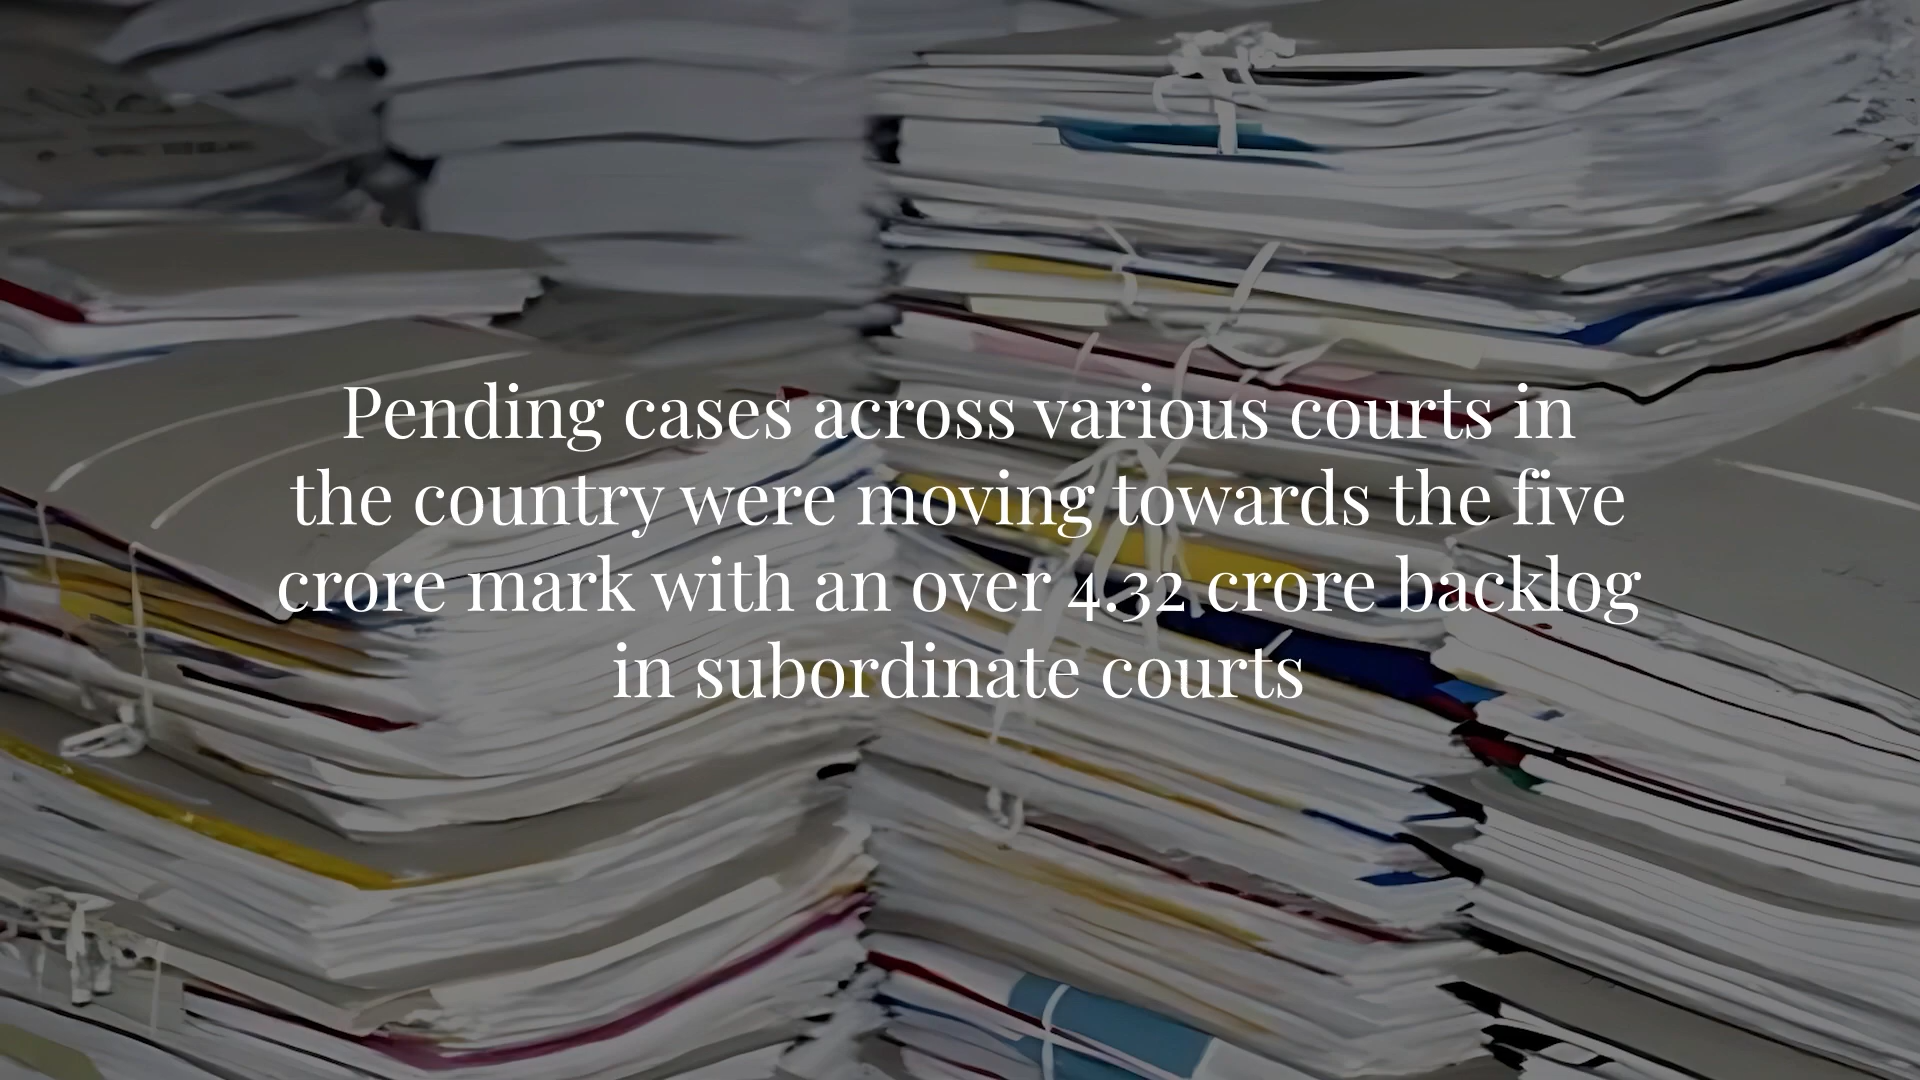 Pending cases across various courts in
the country were moving towards the five
crore mark with an over 4.32 crore backlog
in subordinate courts